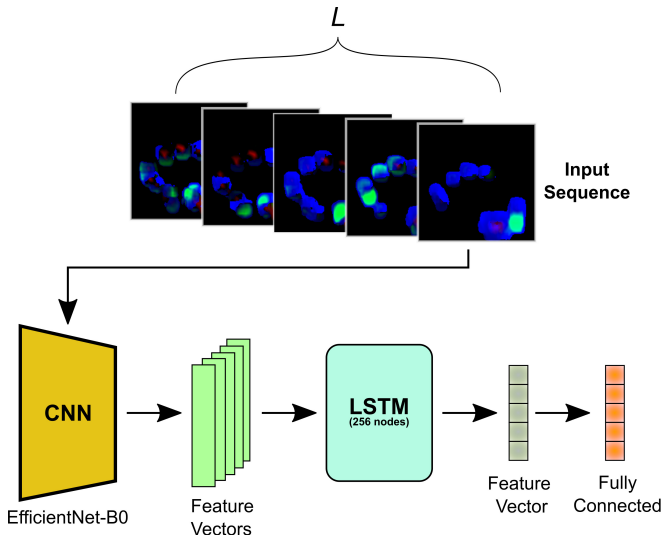 L
Input
Sequence
CNN
LSTM
(256 nodes)
EfficientNet-B0
Feature
Vectors
Feature
Vector
Fully
Connected